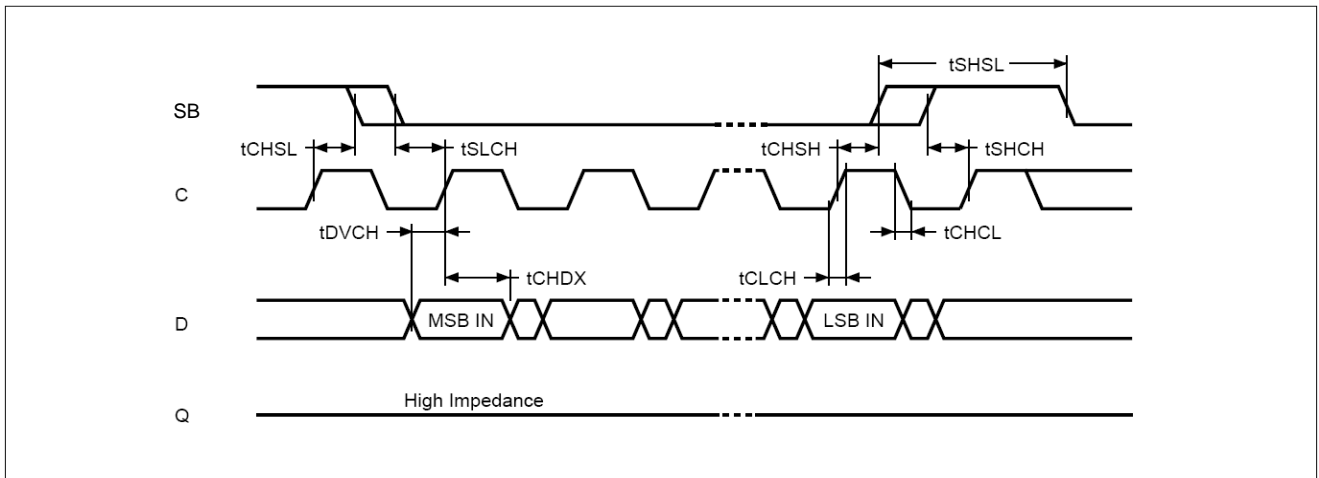 tSHSL
SB
tCHSL
tSLCH
tCHSH
tSHCH
C
tDVCH
tCHCL
tCHDX
tCLCH
D
MSB IN
LSB IN
High Impedance
Q